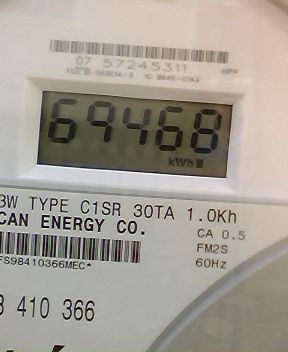 07 57245311
HPP
69468
kWh
3W TYPE C1SR 30TA 1.0Kh
CAN ENERGY CO.
CA 0.5
FM2S
FS98410366MEC*
60Hz
410 366